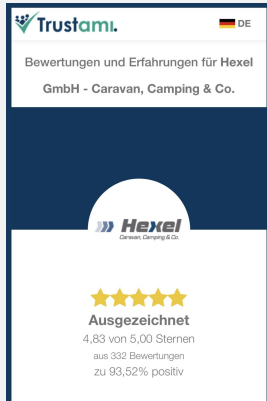 Trustami.
DE
Bewertungen und Erfahrungen für Hexel
GmbH - Caravan, Camping & Co.
Hexel
Caravan, Camping & Co.
Ausgezeichnet
4,83 von 5,00 Sternen
aus 332 Bewertungen
zu 93,52% positiv